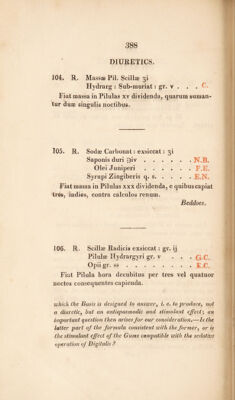 388
DIURETICS.
104. R. Massæ Pil. Scillæ ʒi
Hydrarg : Sub-muriat : gr. v . . . C.
Fiat massa in Pilulas xv dividenda, quarum suman-
tur duæ singulis noctibus.
105. R. Sodæ Carbonat : exsiccat : ʒi
Saponis duri ℈iv . . . . . . N.B.
Olei Juniperi . . . . . . F.E.
Syrupi Zingiberis q. s. . . . . . E.N.
Fiat massa in Pilulas xxx dividenda, e quibus capiat
tres, indies, contra calculos renum.
Beddoes.
106. R. Scillæ Radicis exsiccat : gr. ij
Pilulæ Hydrargyri gr. v . . . G.C.
Opii gr. ss . . . . . . . . K.C.
Fiat Pilula hora decubitus per tres vel quatuor
noctes consequentes capienda.
which the Basis is designed to answer, i. e. to produce, not
a diuretic, but an antispasmodic and stimulant effect; an
important question then arises for our consideration.—Is the
latter part of the formula consistent with the former, or is
the stimulant effect of the Gums compatible with the sedative
operation of Digitalis?